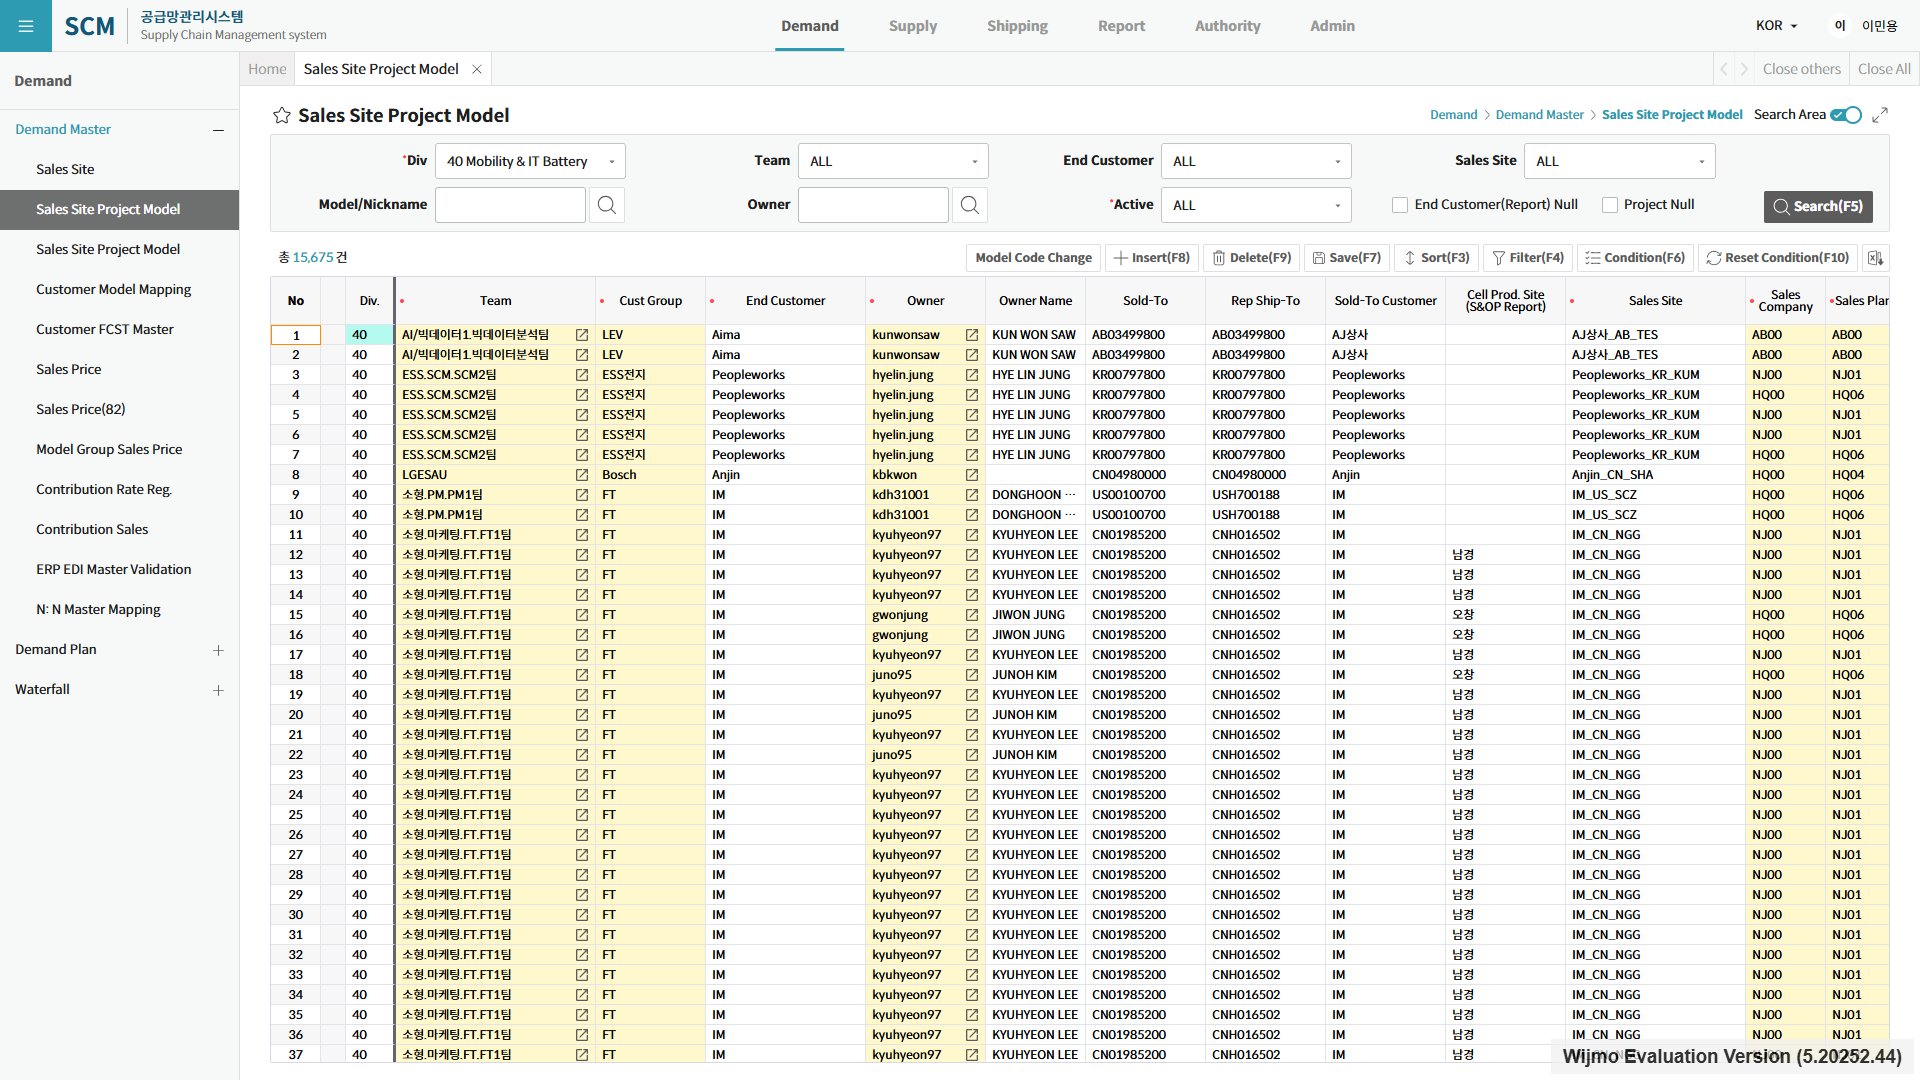 SCM
공급망관리시스템
Supply Chain Management system
Demand Supply Shipping Report Authority Admin
KOR 이 이민용
Demand
Home Sales Site Project Model Close others Close All
Demand Master
Sales Site
Sales Site Project Model
Sales Site Project Model
Customer Model Mapping
Customer FCST Master
Sales Price
Sales Price(82)
Model Group Sales Price
Contribution Rate Reg.
Contribution Sales
ERP EDI Master Validation
N: N Master Mapping
Demand Plan
Waterfall
Sales Site Project Model
Demand > Demand Master > Sales Site Project Model Search Area
*Div 40 Mobility & IT Battery Team ALL End Customer ALL Sales Site ALL
Model/Nickname Owner *Active ALL End Customer(Report) Null Project Null Search(F5)
총 15,675 건
Model Code Change Insert(F8) Delete(F9) Save(F7) Sort(F3) Filter(F4) Condition(F6) Reset Condition(F10)
No Div. Team Cust Group End Customer Owner Owner Name Sold-To Rep Ship-To Sold-To Customer Cell Prod. Site (S&OP Report) Sales Site Sales Company Sales Plan
1 40 AI/빅데이터1.빅데이터분석팀 LEV Aima kunwonsaw KUN WON SAW AB03499800 AB03499800 AJ상사 AJ상사_AB_TES AB00 AB00
2 40 AI/빅데이터1.빅데이터분석팀 LEV Aima kunwonsaw KUN WON SAW AB03499800 AB03499800 AJ상사 AJ상사_AB_TES AB00 AB00
3 40 ESS.SCM.SCM2팀 ESS전지 Peopleworks hyelin.jung HYE LIN JUNG KR00797800 KR00797800 Peopleworks Peopleworks_KR_KUM NJ00 NJ01
4 40 ESS.SCM.SCM2팀 ESS전지 Peopleworks hyelin.jung HYE LIN JUNG KR00797800 KR00797800 Peopleworks Peopleworks_KR_KUM HQ00 HQ06
5 40 ESS.SCM.SCM2팀 ESS전지 Peopleworks hyelin.jung HYE LIN JUNG KR00797800 KR00797800 Peopleworks Peopleworks_KR_KUM NJ00 NJ01
6 40 ESS.SCM.SCM2팀 ESS전지 Peopleworks hyelin.jung HYE LIN JUNG KR00797800 KR00797800 Peopleworks Peopleworks_KR_KUM NJ00 NJ01
7 40 ESS.SCM.SCM2팀 ESS전지 Peopleworks hyelin.jung HYE LIN JUNG KR00797800 KR00797800 Peopleworks Peopleworks_KR_KUM HQ00 HQ06
8 40 LGESAU Bosch Anjin kbkwon CN04980000 CN04980000 Anjin Anjin_CN_SHA HQ00 HQ04
9 40 소형.PM.PM1팀 FT IM kdh31001 DONGHOON ··· US00100700 USH700188 IM IM_US_SCZ HQ00 HQ06
10 40 소형.PM.PM1팀 FT IM kdh31001 DONGHOON ··· US00100700 USH700188 IM IM_US_SCZ HQ00 HQ06
11 40 소형.마케팅.FT.FT1팀 FT IM kyuhyeon97 KYUHYEON LEE CN01985200 CNH016502 IM IM_CN_NGG NJ00 NJ01
12 40 소형.마케팅.FT.FT1팀 FT IM kyuhyeon97 KYUHYEON LEE CN01985200 CNH016502 IM 남경 IM_CN_NGG NJ00 NJ01
13 40 소형.마케팅.FT.FT1팀 FT IM kyuhyeon97 KYUHYEON LEE CN01985200 CNH016502 IM 남경 IM_CN_NGG NJ00 NJ01
14 40 소형.마케팅.FT.FT1팀 FT IM kyuhyeon97 KYUHYEON LEE CN01985200 CNH016502 IM 남경 IM_CN_NGG NJ00 NJ01
15 40 소형.마케팅.FT.FT1팀 FT IM gwonjung JIWON JUNG CN01985200 CNH016502 IM 오창 IM_CN_NGG HQ00 HQ06
16 40 소형.마케팅.FT.FT1팀 FT IM gwonjung JIWON JUNG CN01985200 CNH016502 IM 오창 IM_CN_NGG HQ00 HQ06
17 40 소형.마케팅.FT.FT1팀 FT IM kyuhyeon97 KYUHYEON LEE CN01985200 CNH016502 IM 남경 IM_CN_NGG NJ00 NJ01
18 40 소형.마케팅.FT.FT1팀 FT IM juno95 JUNOH KIM CN01985200 CNH016502 IM 오창 IM_CN_NGG HQ00 HQ06
19 40 소형.마케팅.FT.FT1팀 FT IM kyuhyeon97 KYUHYEON LEE CN01985200 CNH016502 IM 남경 IM_CN_NGG NJ00 NJ01
20 40 소형.마케팅.FT.FT1팀 FT IM juno95 JUNOH KIM CN01985200 CNH016502 IM 남경 IM_CN_NGG NJ00 NJ01
21 40 소형.마케팅.FT.FT1팀 FT IM kyuhyeon97 KYUHYEON LEE CN01985200 CNH016502 IM 남경 IM_CN_NGG NJ00 NJ01
22 40 소형.마케팅.FT.FT1팀 FT IM juno95 JUNOH KIM CN01985200 CNH016502 IM 남경 IM_CN_NGG NJ00 NJ01
23 40 소형.마케팅.FT.FT1팀 FT IM kyuhyeon97 KYUHYEON LEE CN01985200 CNH016502 IM 남경 IM_CN_NGG NJ00 NJ01
24 40 소형.마케팅.FT.FT1팀 FT IM kyuhyeon97 KYUHYEON LEE CN01985200 CNH016502 IM 남경 IM_CN_NGG NJ00 NJ01
25 40 소형.마케팅.FT.FT1팀 FT IM kyuhyeon97 KYUHYEON LEE CN01985200 CNH016502 IM 남경 IM_CN_NGG NJ00 NJ01
26 40 소형.마케팅.FT.FT1팀 FT IM kyuhyeon97 KYUHYEON LEE CN01985200 CNH016502 IM 남경 IM_CN_NGG NJ00 NJ01
27 40 소형.마케팅.FT.FT1팀 FT IM kyuhyeon97 KYUHYEON LEE CN01985200 CNH016502 IM 남경 IM_CN_NGG NJ00 NJ01
28 40 소형.마케팅.FT.FT1팀 FT IM kyuhyeon97 KYUHYEON LEE CN01985200 CNH016502 IM 남경 IM_CN_NGG NJ00 NJ01
29 40 소형.마케팅.FT.FT1팀 FT IM kyuhyeon97 KYUHYEON LEE CN01985200 CNH016502 IM 남경 IM_CN_NGG NJ00 NJ01
30 40 소형.마케팅.FT.FT1팀 FT IM kyuhyeon97 KYUHYEON LEE CN01985200 CNH016502 IM 남경 IM_CN_NGG NJ00 NJ01
31 40 소형.마케팅.FT.FT1팀 FT IM kyuhyeon97 KYUHYEON LEE CN01985200 CNH016502 IM 남경 IM_CN_NGG NJ00 NJ01
32 40 소형.마케팅.FT.FT1팀 FT IM kyuhyeon97 KYUHYEON LEE CN01985200 CNH016502 IM 남경 IM_CN_NGG NJ00 NJ01
33 40 소형.마케팅.FT.FT1팀 FT IM kyuhyeon97 KYUHYEON LEE CN01985200 CNH016502 IM 남경 IM_CN_NGG NJ00 NJ01
34 40 소형.마케팅.FT.FT1팀 FT IM kyuhyeon97 KYUHYEON LEE CN01985200 CNH016502 IM 남경 IM_CN_NGG NJ00 NJ01
35 40 소형.마케팅.FT.FT1팀 FT IM kyuhyeon97 KYUHYEON LEE CN01985200 CNH016502 IM 남경 IM_CN_NGG NJ00 NJ01
36 40 소형.마케팅.FT.FT1팀 FT IM kyuhyeon97 KYUHYEON LEE CN01985200 CNH016502 IM 남경 IM_CN_NGG NJ00 NJ01
37 40 소형.마케팅.FT.FT1팀 FT IM kyuhyeon97 KYUHYEON LEE CN01985200 CNH016502 IM 남경
Wijmo Evaluation Version (5.20252.44)